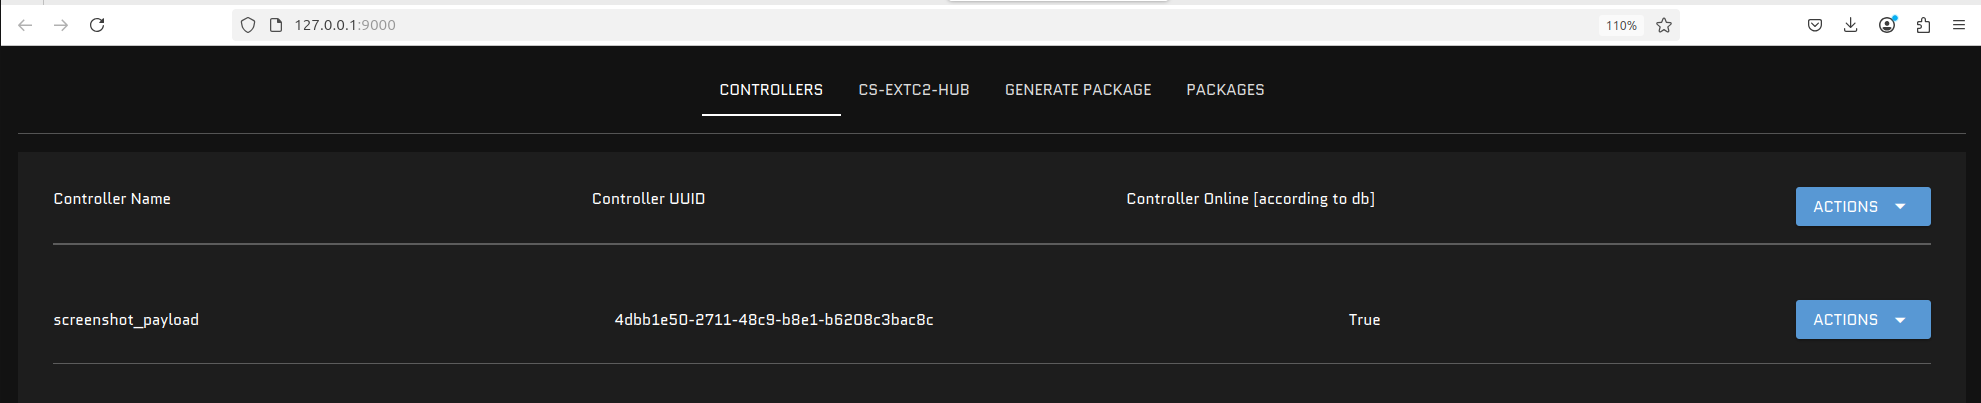 127.0.0.1:9000
110%
CONTROLLERS CS-EXTC2-HUB GENERATE PACKAGE PACKAGES
Controller Name Controller UUID Controller Online [according to db] ACTIONS
screenshot_payload 4dbb1e50-2711-48c9-b8e1-b6208c3bac8c True ACTIONS